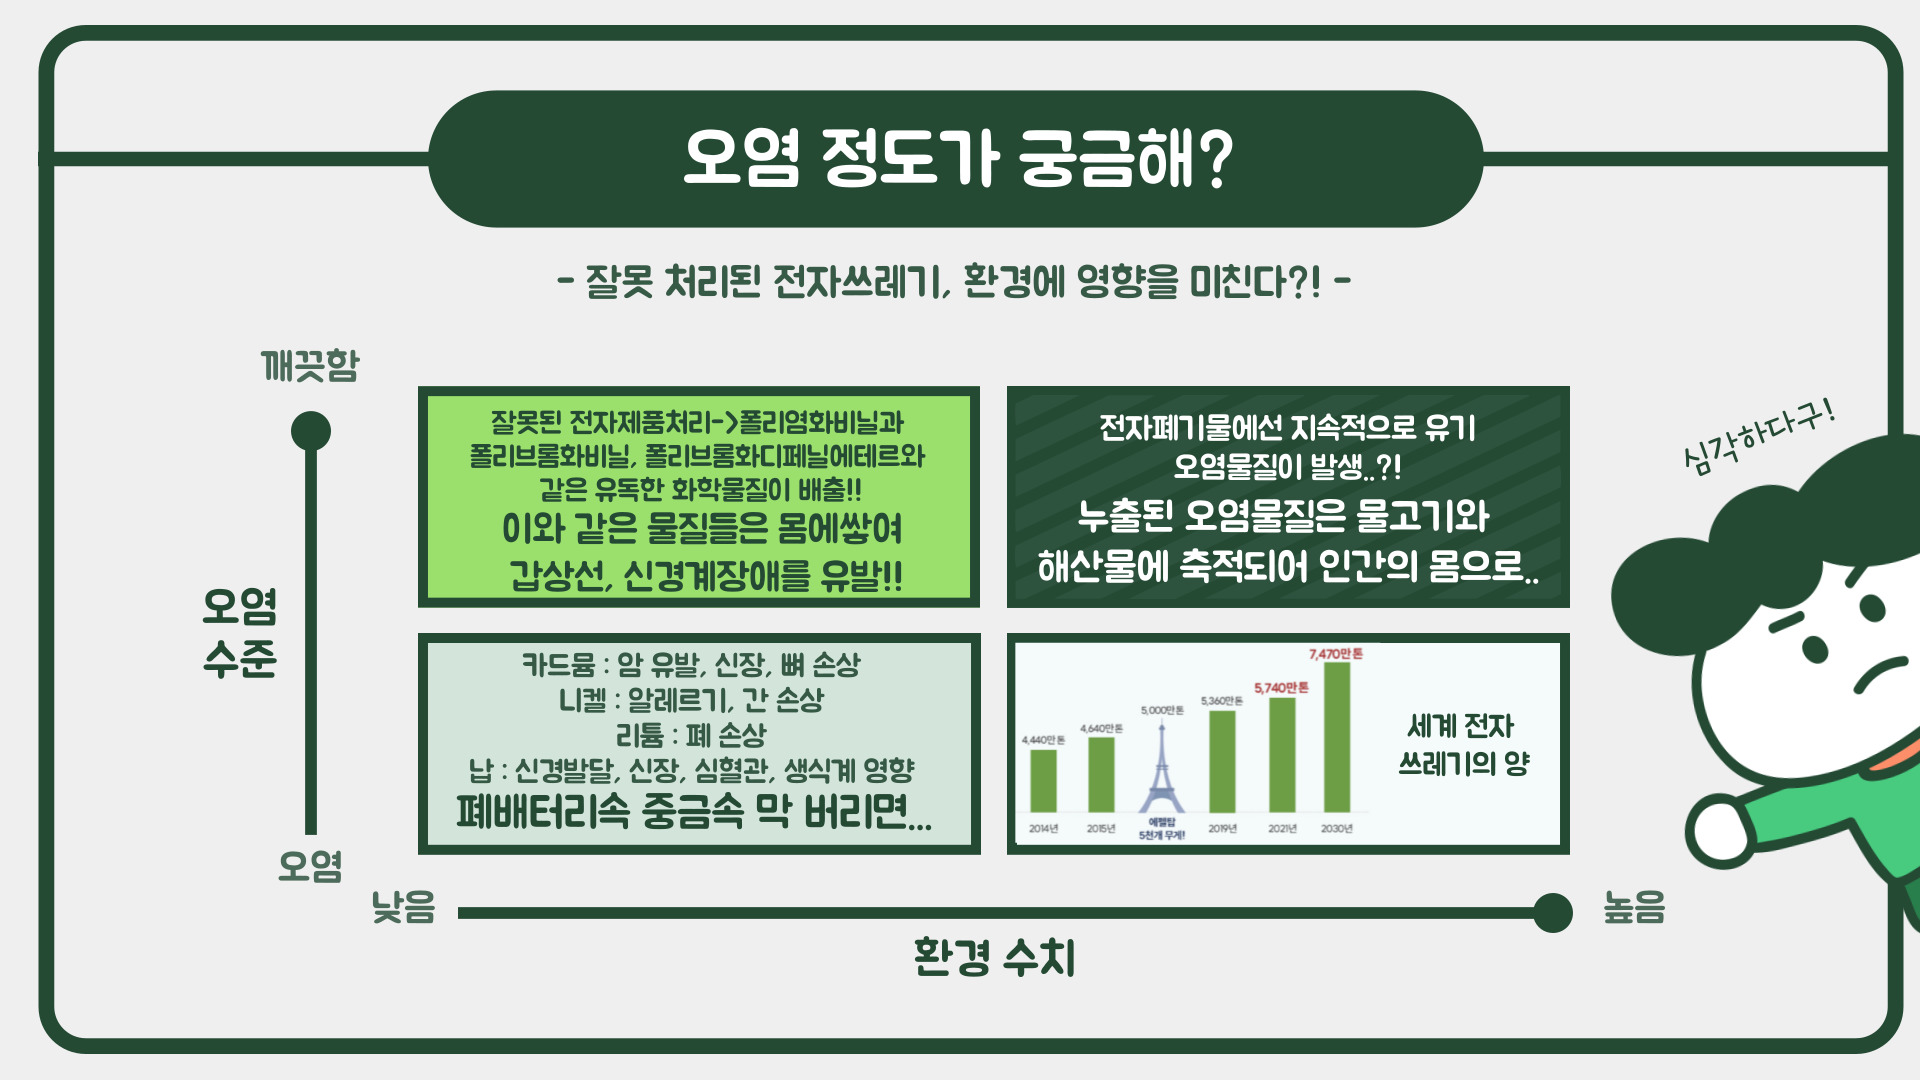 오염 정도가 궁금해?
- 잘못 처리된 전자쓰레기, 환경에 영향을 미친다?! -
깨끗함
오염
수준
오염
잘못된 전자제품처리->폴리염화비닐과
폴리브롬화비닐, 폴리브롬화디페닐에테르와
같은 유독한 화학물질이 배출!!
이와 같은 물질들은 몸에쌓여
갑상선, 신경계장애를 유발!!
전자폐기물에선 지속적으로 유기
오염물질이 발생..?!
누출된 오염물질은 물고기와
해산물에 축적되어 인간의 몸으로..
심각하다구!
카드뮴 : 암 유발, 신장, 뼈 손상
니켈 : 알레르기, 간 손상
리튬 : 폐 손상
납 : 신경발달, 신장, 심혈관, 생식계 영향
폐배터리속 중금속 막 버리면...
4,440만톤
4,640만톤
5,000만톤
5,360만톤
5,740만톤
7,470만톤
2014년
2015년
에펠탑
5천개 무게!
2019년
2021년
2030년
세계 전자
쓰레기의 양
낮음
높음
환경 수치